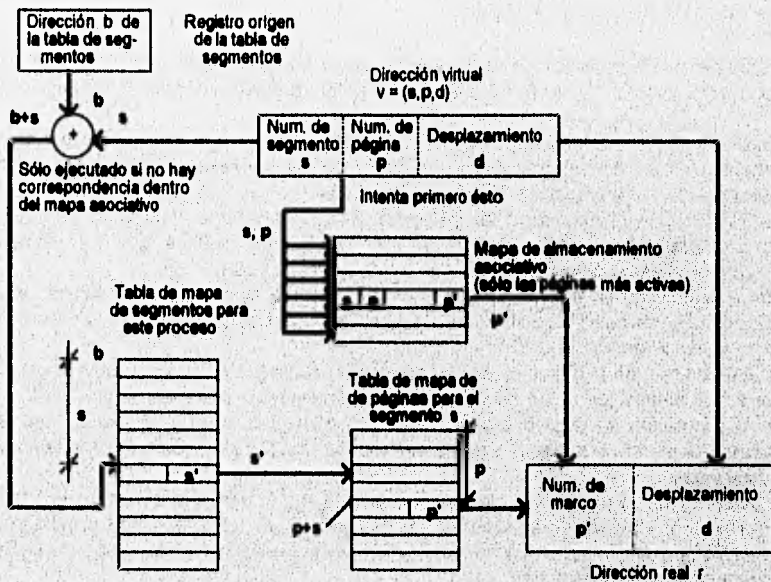 Dirección b de
la tabla de seg-
mentos
Registro origen
de la tabla de
segmentos
Dirección virtual
v = (s,p,d)
b
b+s
s
+
Num. de
segmento
s
Num. de
página
p
Desplazamiento
d
Sólo ejecutado si no hay
correspondencia dentro
del mapa asociativo
Intenta primero ésto
s, p
Mapa de almacenamiento
asociativo
(sólo las páginas más activas)
p'
p'
Tabla de mapa
de segmentos para
este proceso
b
s
s'
s'
Tabla de mapa de
de páginas para el
segmento s
p
p+s
p'
Num. de
marco
p'
Desplazamiento
d
Dirección real r